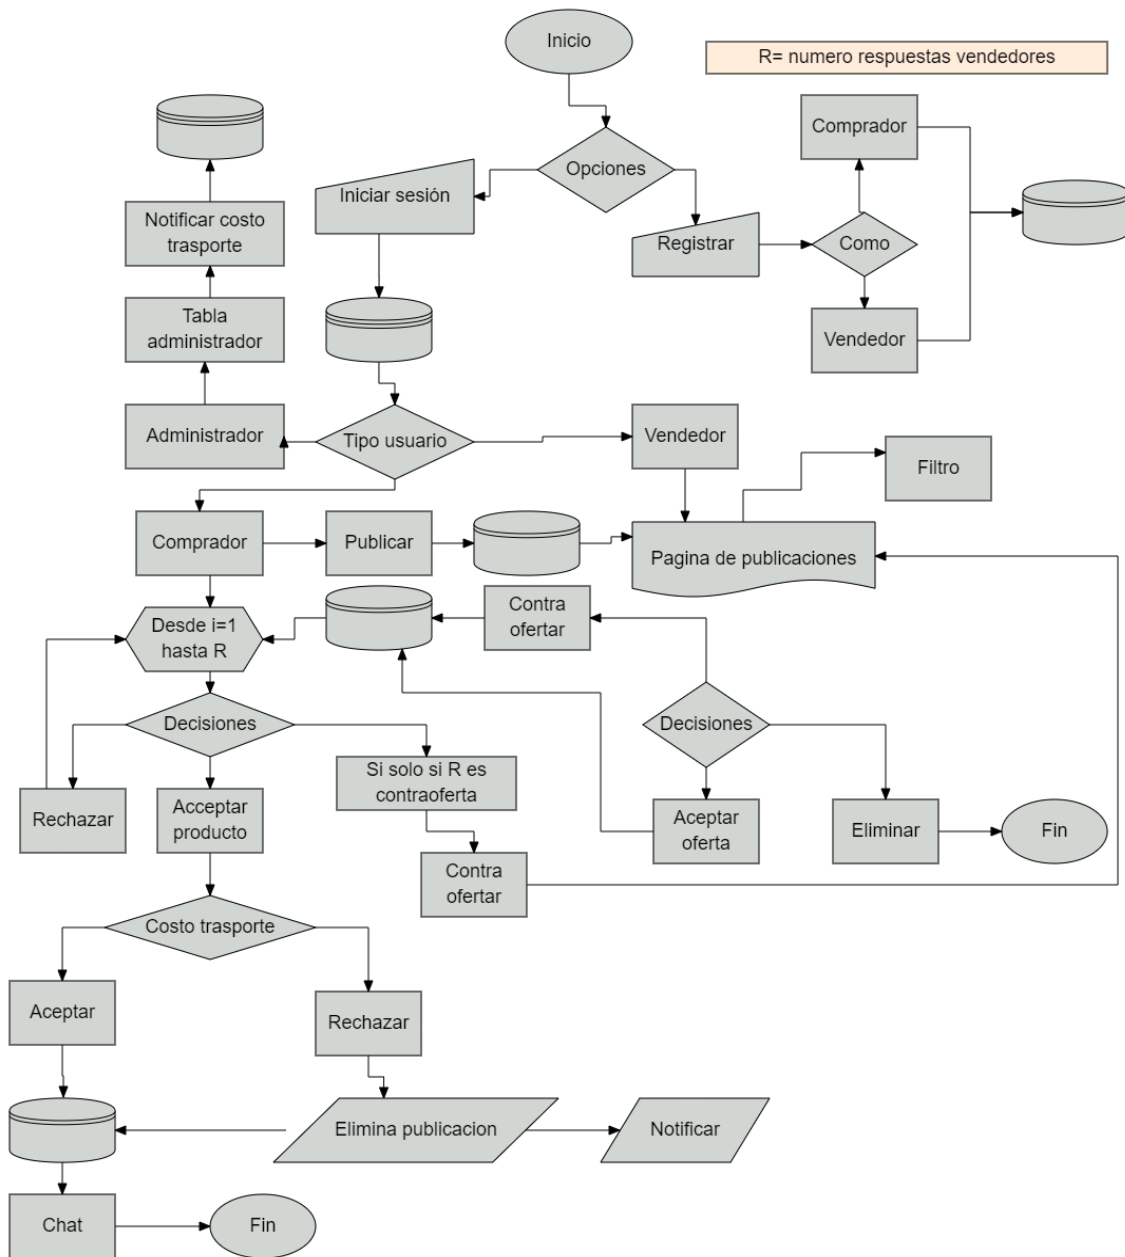 Inicio
R= numero respuestas vendedores
Comprador
Opciones
Iniciar sesión
Notificar costo
trasporte
Registrar
Como
Tabla
administrador
Vendedor
Administrador
Tipo usuario
Vendedor
Filtro
Comprador
Publicar
Pagina de publicaciones
Desde i=1
hasta R
Contra
ofertar
Decisiones
Decisiones
Si solo si R es
contraoferta
Rechazar
Acceptar
producto
Aceptar
oferta
Eliminar
Fin
Contra
ofertar
Costo trasporte
Aceptar
Rechazar
Elimina publicacion
Notificar
Chat
Fin